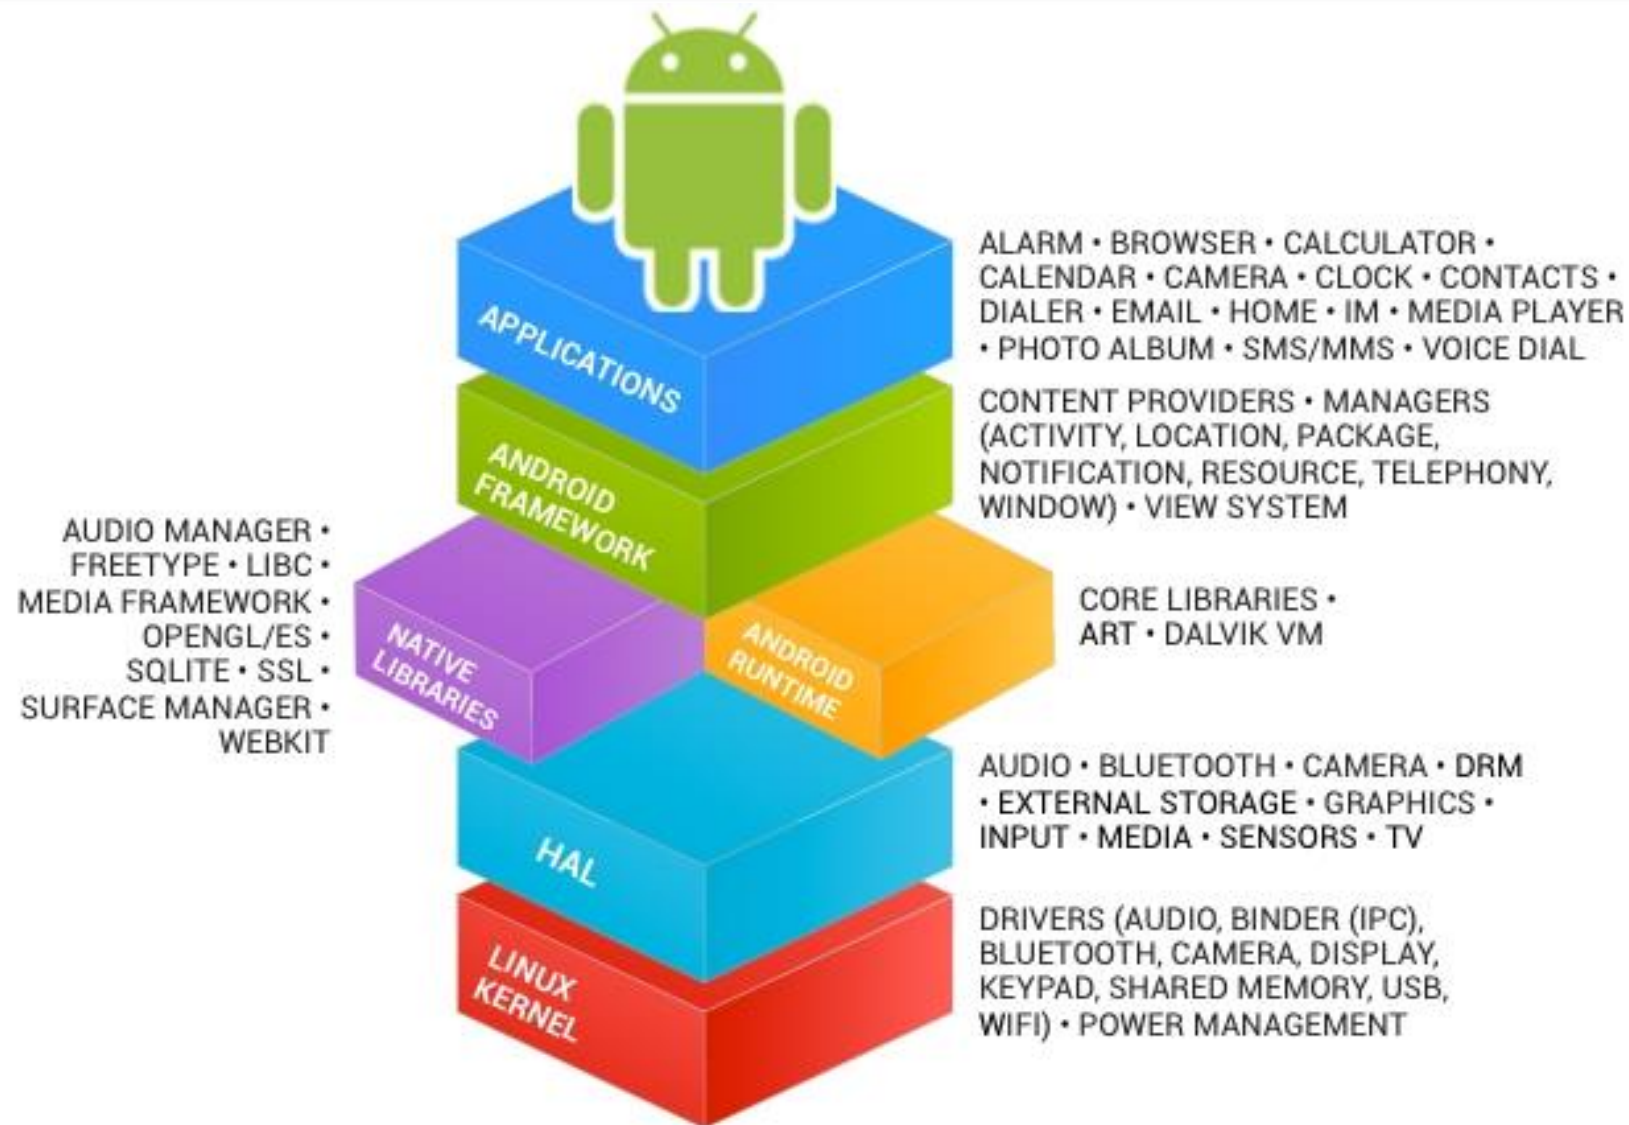 APPLICATIONS
ALARM • BROWSER • CALCULATOR •
CALENDAR • CAMERA • CLOCK • CONTACTS •
DIALER • EMAIL • HOME • IM • MEDIA PLAYER
• PHOTO ALBUM • SMS/MMS • VOICE DIAL
ANDROID
FRAMEWORK
CONTENT PROVIDERS • MANAGERS
(ACTIVITY, LOCATION, PACKAGE,
NOTIFICATION, RESOURCE, TELEPHONY,
WINDOW) • VIEW SYSTEM
AUDIO MANAGER •
FREETYPE • LIBC •
MEDIA FRAMEWORK •
OPENGL/ES •
SQLITE • SSL •
SURFACE MANAGER •
WEBKIT
NATIVE
LIBRARIES
ANDROID
RUNTIME
CORE LIBRARIES •
ART • DALVIK VM
HAL
AUDIO • BLUETOOTH • CAMERA • DRM
• EXTERNAL STORAGE • GRAPHICS •
INPUT • MEDIA • SENSORS • TV
LINUX
KERNEL
DRIVERS (AUDIO, BINDER (IPC),
BLUETOOTH, CAMERA, DISPLAY,
KEYPAD, SHARED MEMORY, USB,
WIFI) • POWER MANAGEMENT